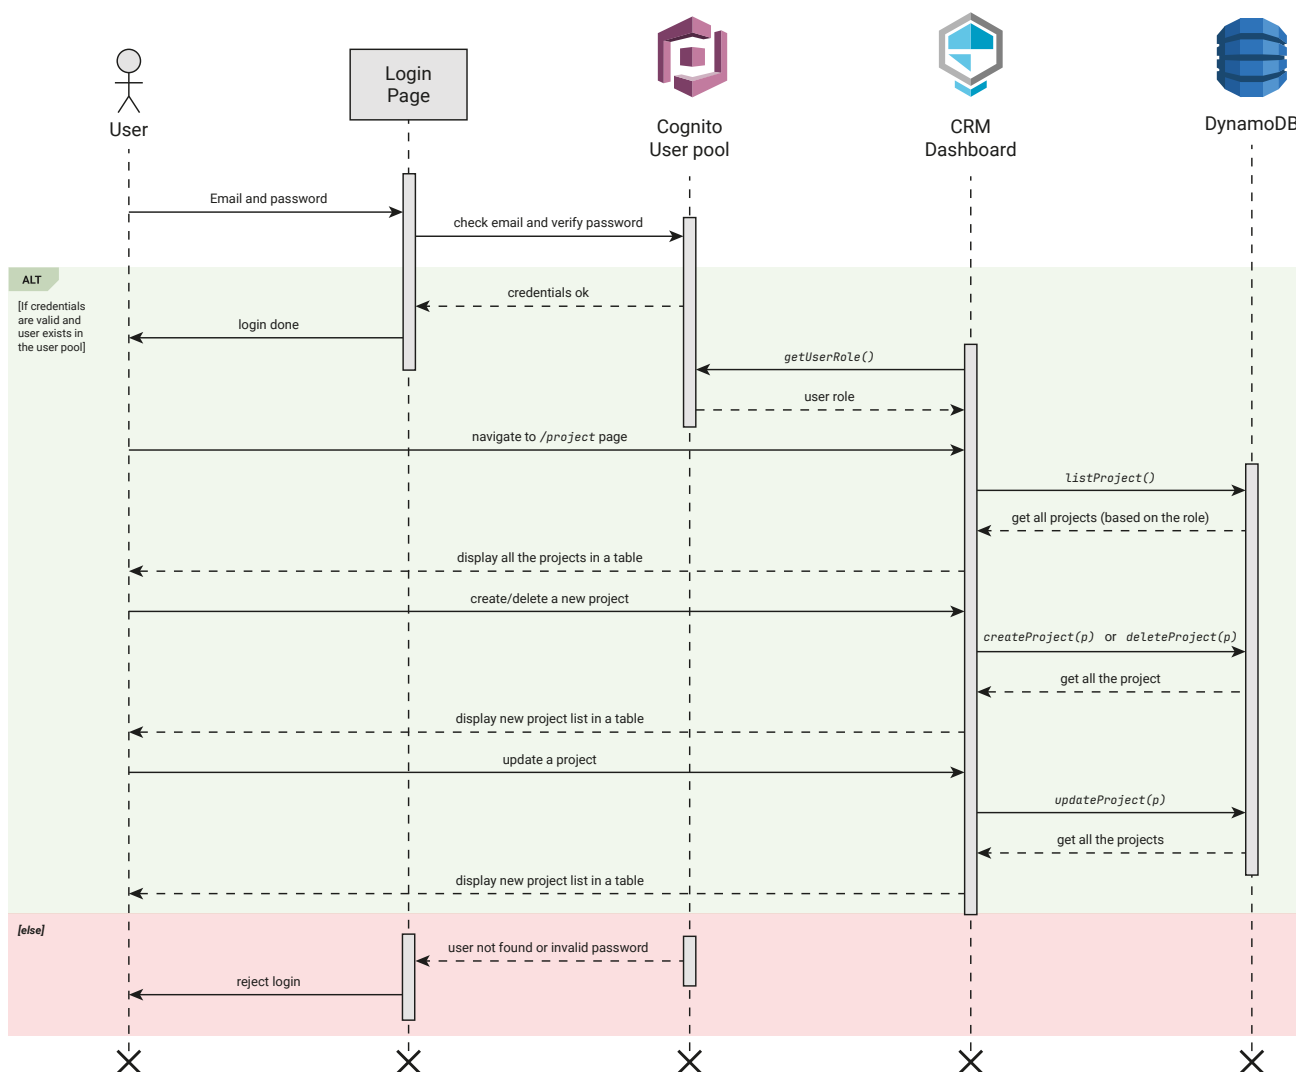 User
Login
Page
Cognito
User pool
CRM
Dashboard
DynamoDB
Email and password
check email and verify password
ALT
[If credentials
are valid and
user exists in
the user pool]
credentials ok
login done
getUserRole()
user role
navigate to /project page
listProject()
get all projects (based on the role)
display all the projects in a table
create/delete a new project
createProject(p) or deleteProject(p)
get all the project
display new project list in a table
update a project
updateProject(p)
get all the projects
display new project list in a table
[else]
user not found or invalid password
reject login